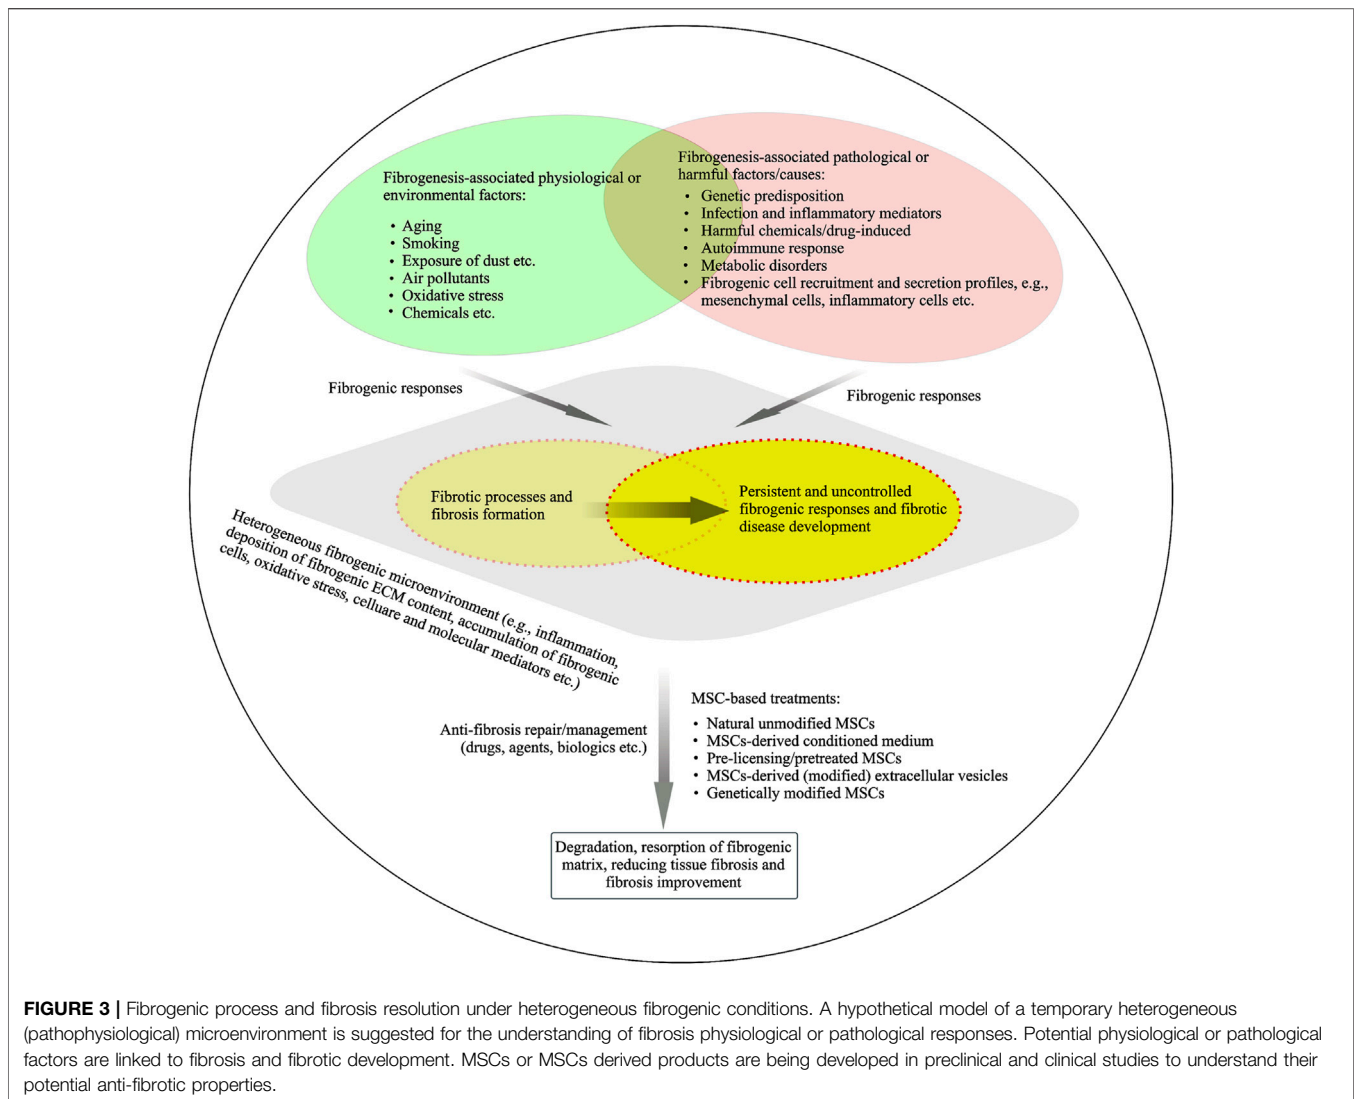 Fibrogenesis-associated physiological or
environmental factors:
• Aging
• Smoking
• Exposure of dust etc.
• Air pollutants
• Oxidative stress
• Chemicals etc.
Fibrogenesis-associated pathological or
harmful factors/causes:
• Genetic predisposition
• Infection and inflammatory mediators
• Harmful chemicals/drug-induced
• Autoimmune response
• Metabolic disorders
• Fibrogenic cell recruitment and secretion profiles, e.g.,
mesenchymal cells, inflammatory cells etc.
Fibrogenic responses
Fibrogenic responses
Fibrotic processes and
fibrosis formation
Persistent and uncontrolled
fibrogenic responses and fibrotic
disease development
Heterogeneous fibrogenic microenvironment (e.g., inflammation,
deposition of fibrogenic ECM content, accumulation of fibrogenic
cells, oxidative stress, celluare and molecular mediators etc.)
Anti-fibrosis repair/management
(drugs, agents, biologics etc.)
MSC-based treatments:
• Natural unmodified MSCs
• MSCs-derived conditioned medium
• Pre-licensing/pretreated MSCs
• MSCs-derived (modified) extracellular vesicles
• Genetically modified MSCs
Degradation, resorption of fibrogenic
matrix, reducing tissue fibrosis and
fibrosis improvement
FIGURE 3 | Fibrogenic process and fibrosis resolution under heterogeneous fibrogenic conditions. A hypothetical model of a temporary heterogeneous
(pathophysiological) microenvironment is suggested for the understanding of fibrosis physiological or pathological responses. Potential physiological or pathological
factors are linked to fibrosis and fibrotic development. MSCs or MSCs derived products are being developed in preclinical and clinical studies to understand their
potential anti-fibrotic properties.